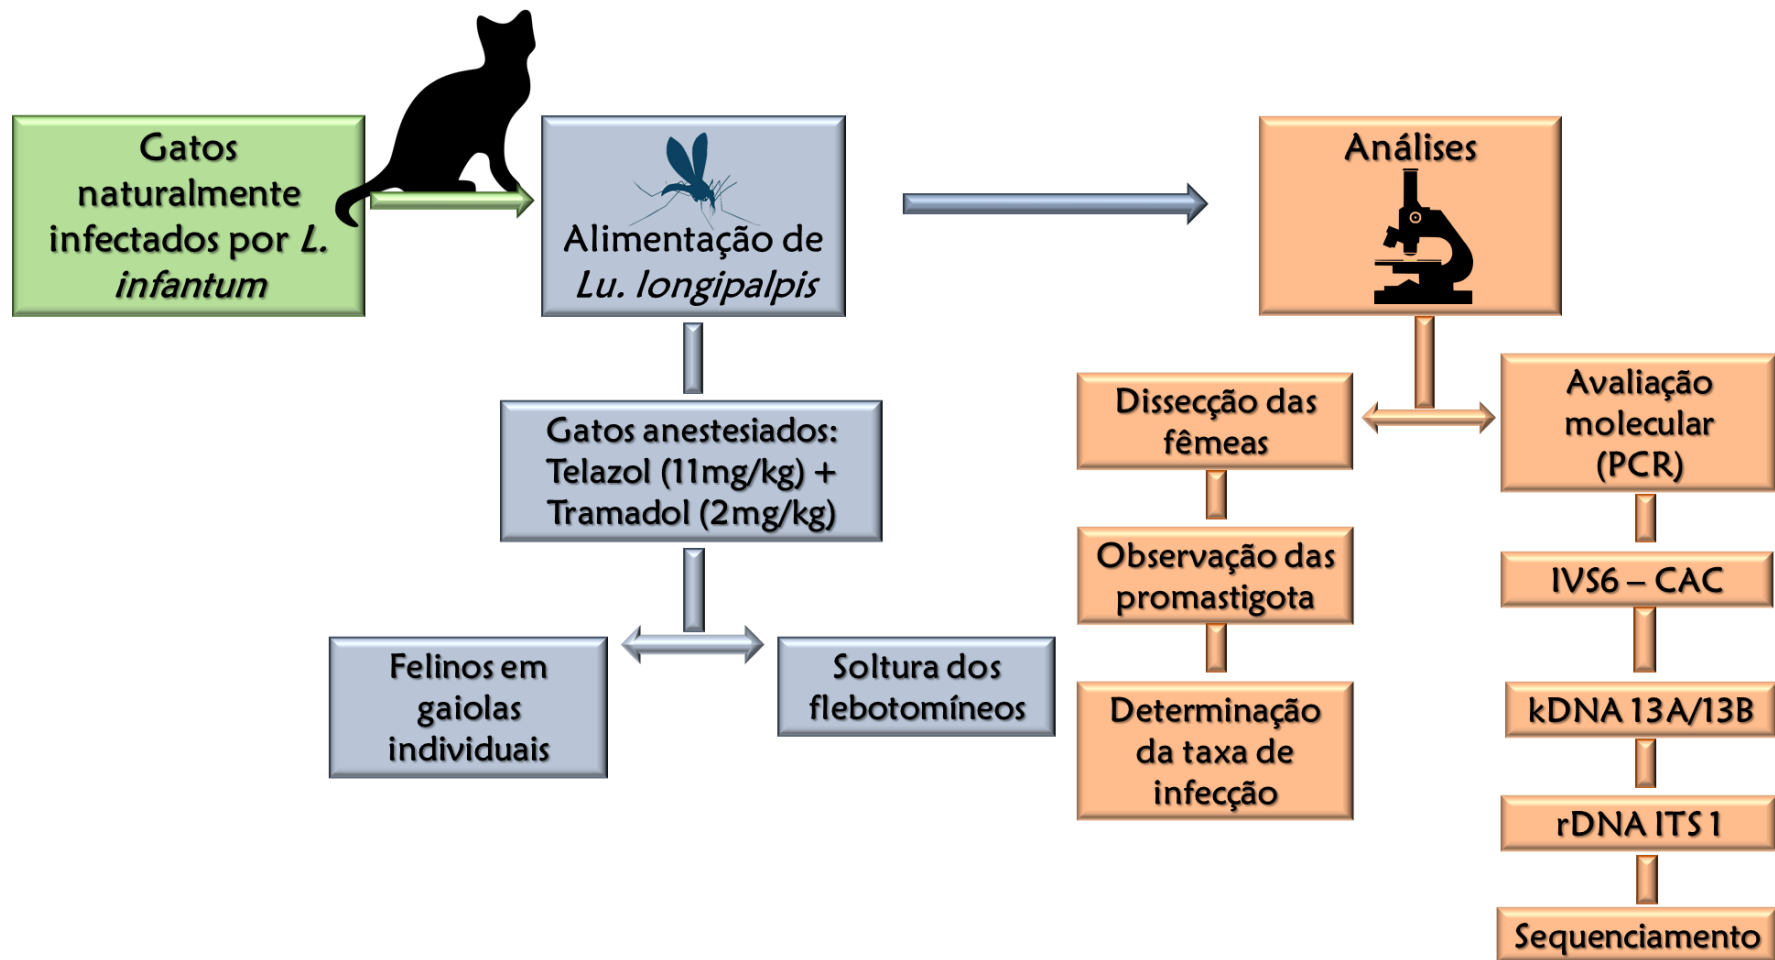 Gatos
naturalmente
infectados por L.
infantum
Alimentação de
Lu. longipalpis
Gatos anestesiados:
Telazol (11mg/kg) +
Tramadol (2mg/kg)
Felinos em
gaiolas
individuais
Soltura dos
flebotomíneos
Análises
Dissecção das
fêmeas
Observação das
promastigota
Determinação
da taxa de
infecção
Avaliação
molecular
(PCR)
IVS6 – CAC
kDNA 13A/13B
rDNA ITS 1
Sequenciamento